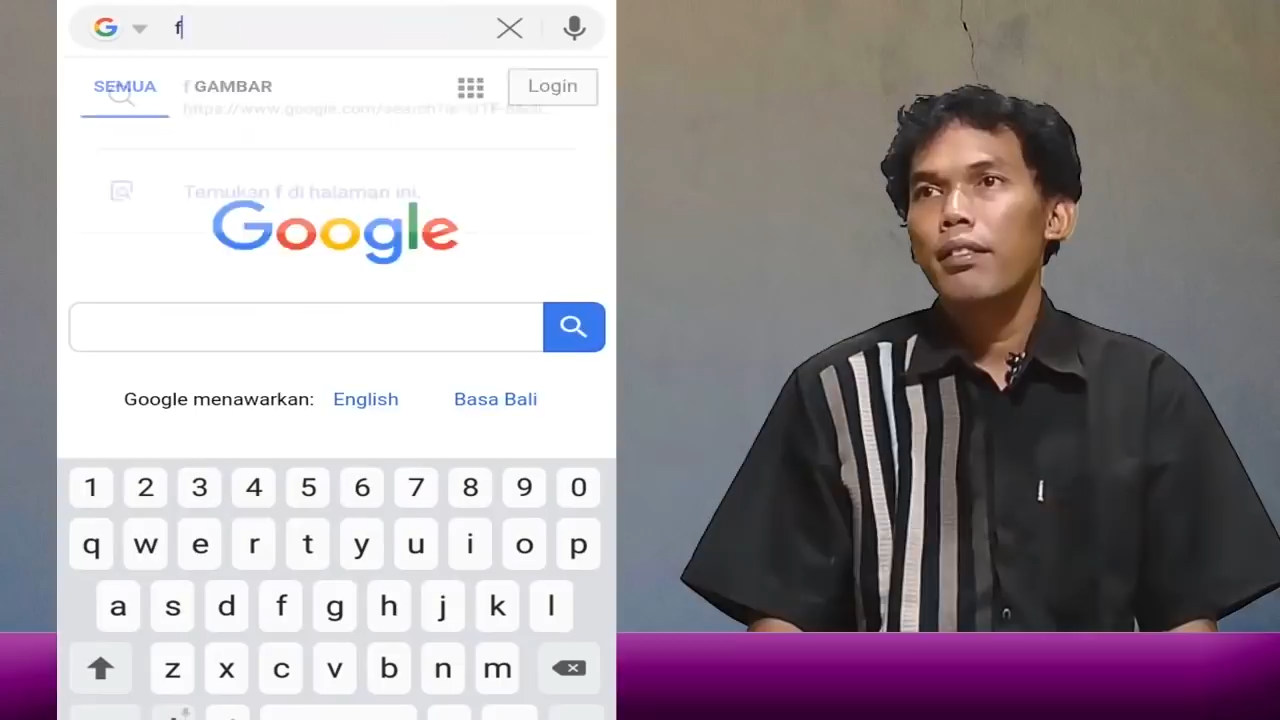 f
SEMUA
f GAMBAR
Login
Temukan f di halaman ini.
Google
Google menawarkan: English Basa Bali
1 2 3 4 5 6 7 8 9 0
q w e r t y u i o p
a s d f g h j k l
z x c v b n m